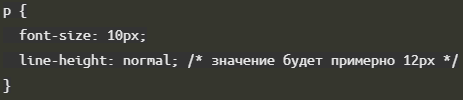 p {
  font-size: 10px;
  line-height: normal; /* значение будет примерно 12px */
}